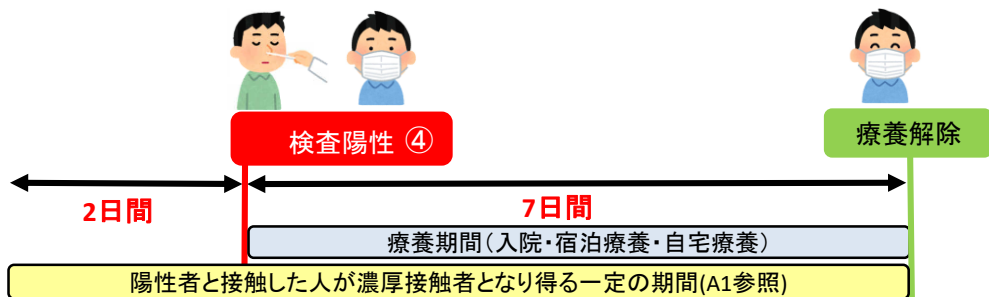 検査陽性 ④
療養解除
2日間
7日間
療養期間(入院・宿泊療養・自宅療養)
陽性者と接触した人が濃厚接触者となり得る一定の期間(A1参照)